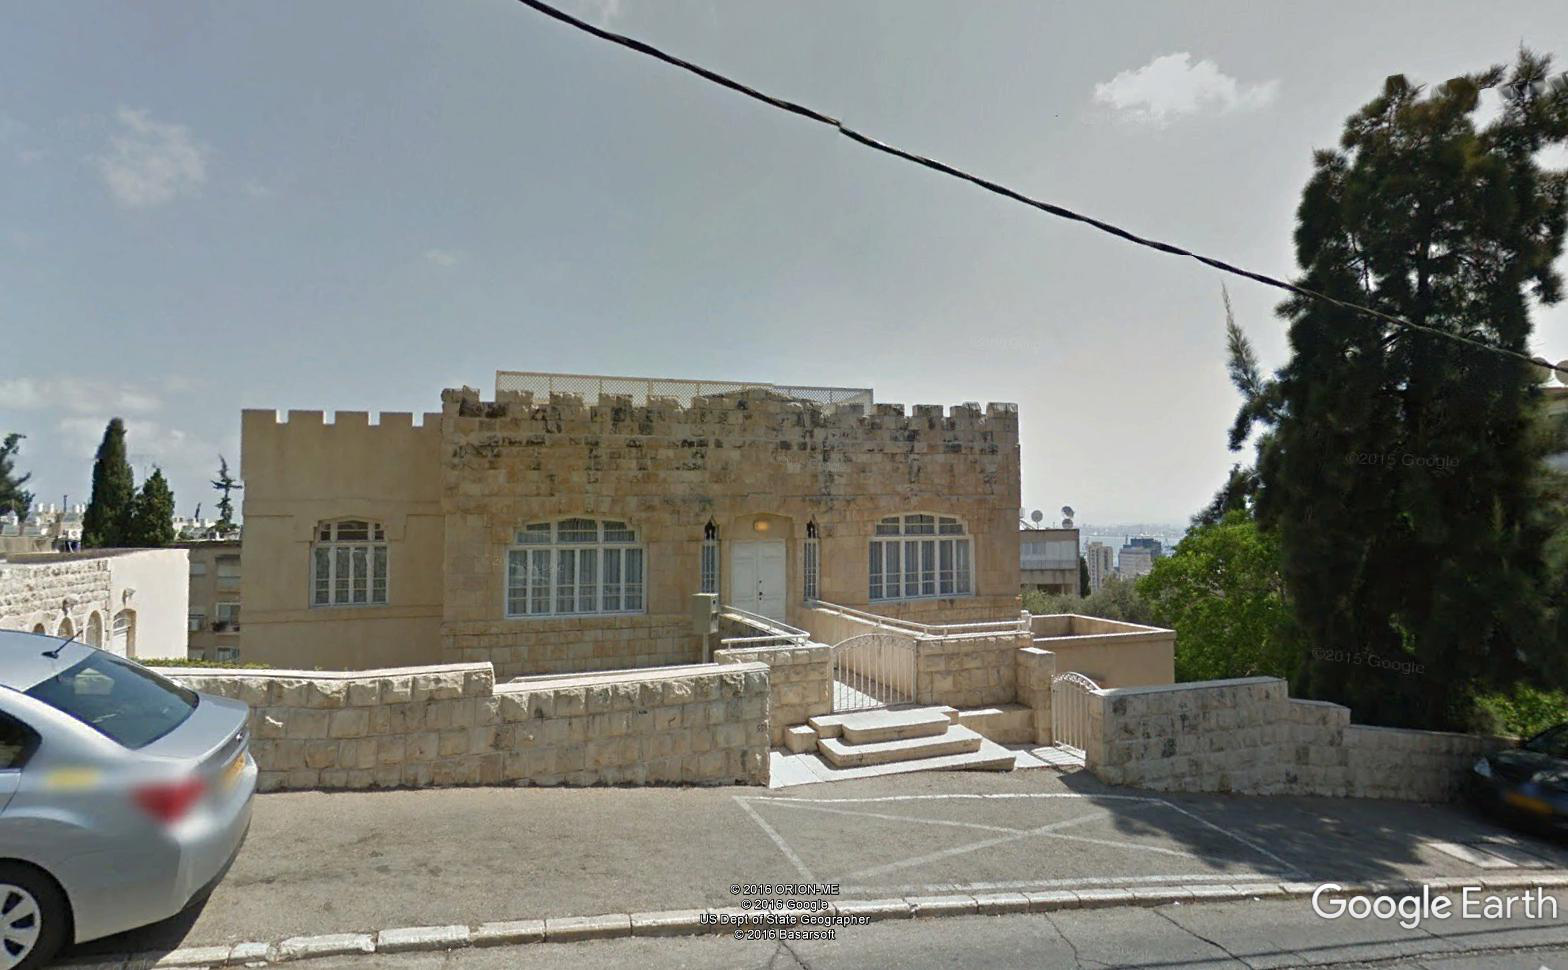 ©2015 Google
©2015 Google
© 2016 ORION-ME
© 2016 Google
US Dept of State Geographer
© 2016 Basarsoft
Google Earth